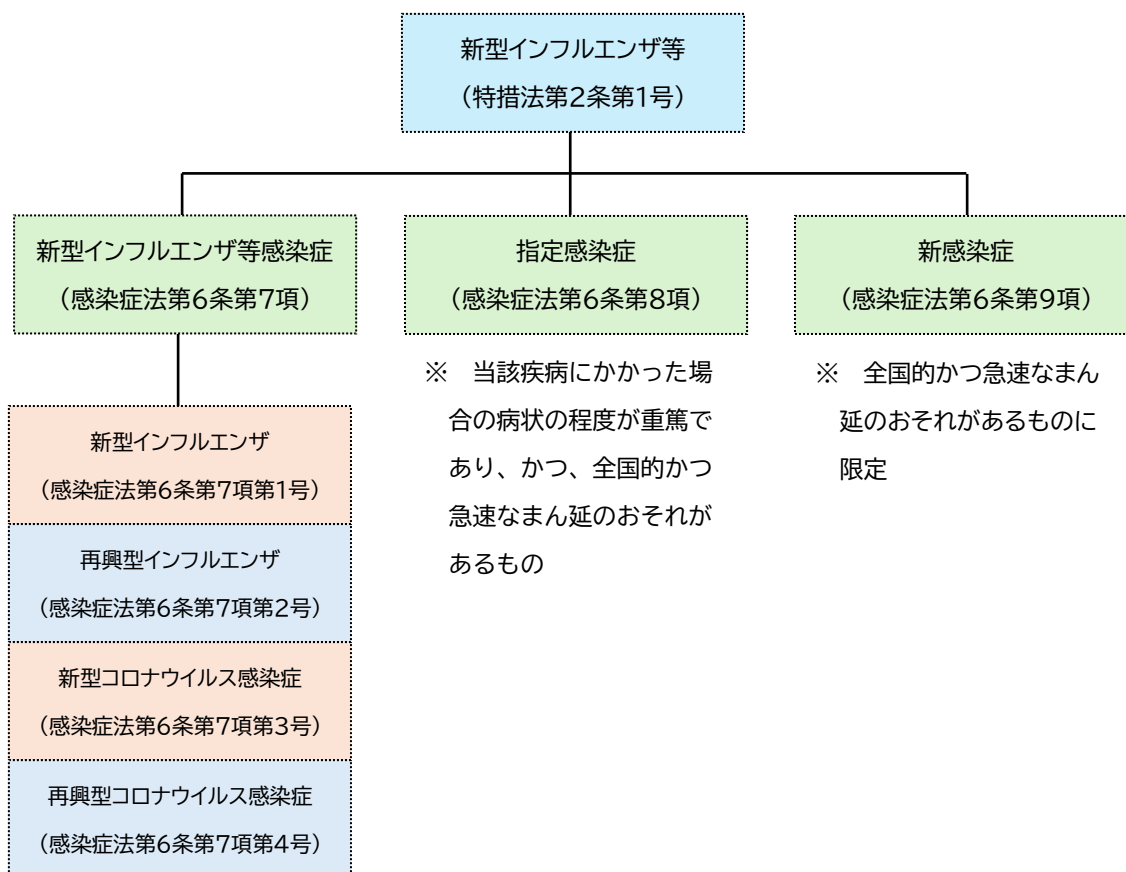 新型インフルエンザ等
（特措法第2条第1号）
新型インフルエンザ等感染症
（感染症法第6条第7項）
指定感染症
（感染症法第6条第8項）
新感染症
（感染症法第6条第9項）
※　当該疾病にかかった場
合の病状の程度が重篤で
あり、かつ、全国的かつ
急速なまん延のおそれが
あるもの
※　全国的かつ急速なまん
延のおそれがあるものに
限定
新型インフルエンザ
（感染症法第6条第7項第1号）
再興型インフルエンザ
（感染症法第6条第7項第2号）
新型コロナウイルス感染症
（感染症法第6条第7項第3号）
再興型コロナウイルス感染症
（感染症法第6条第7項第4号）